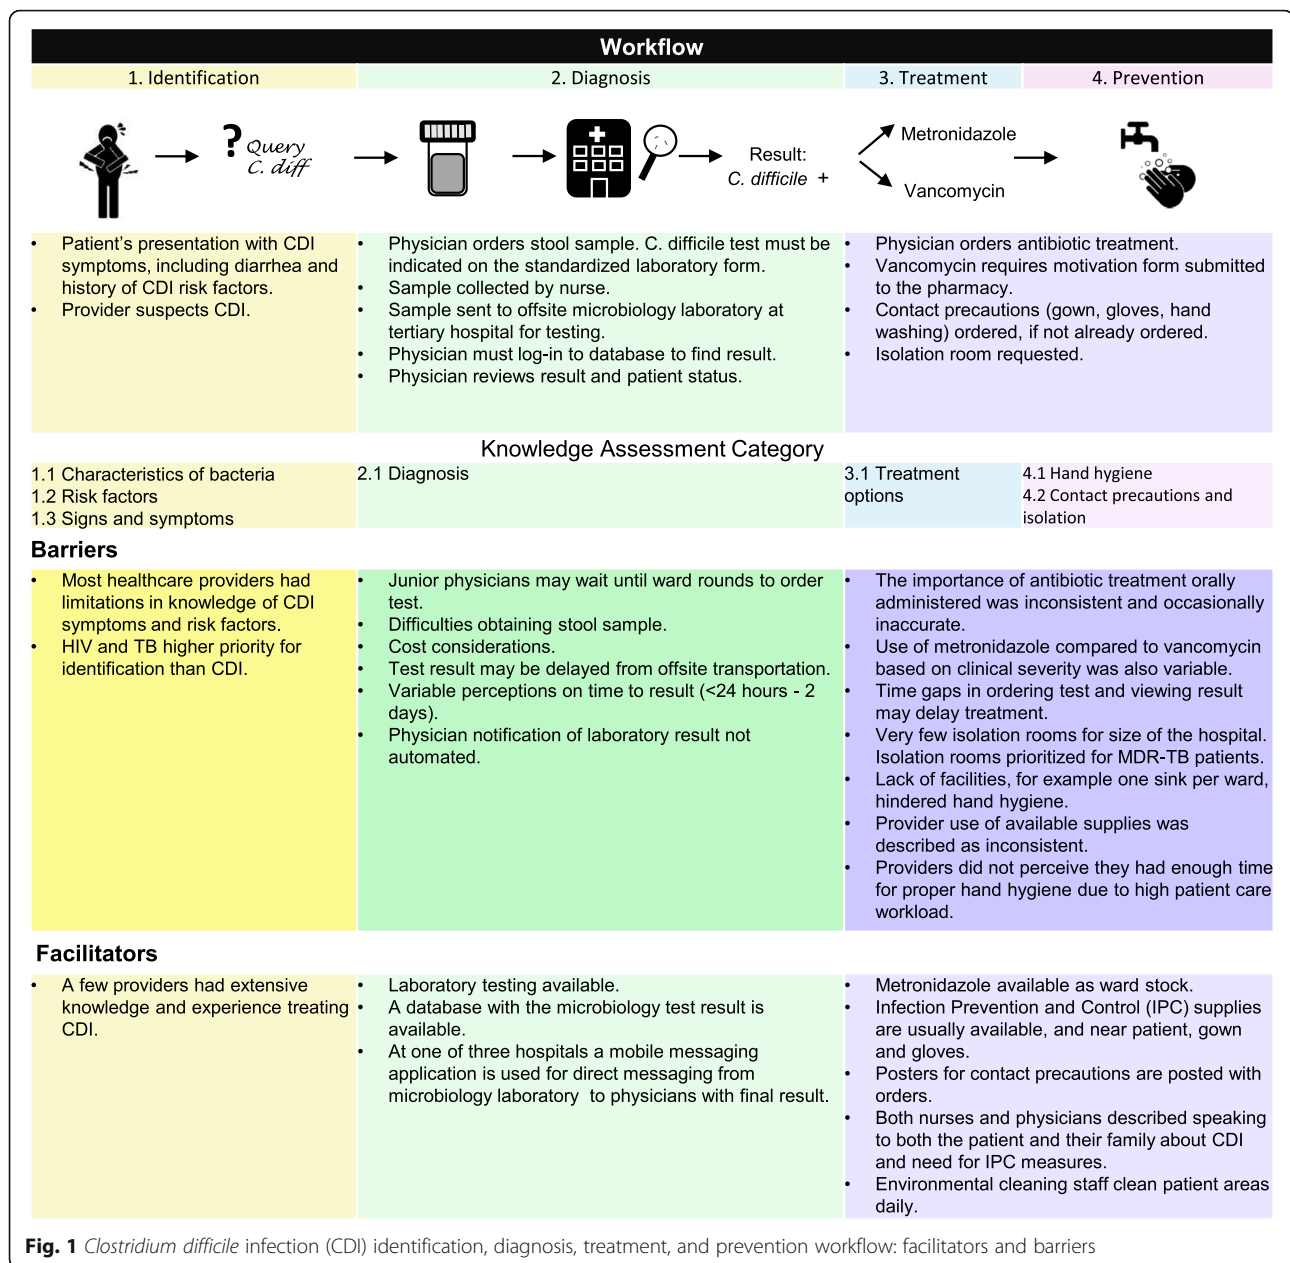 Workflow
1. Identification
2. Diagnosis
3. Treatment
4. Prevention
? Query
C. diff
Result:
C. difficile +
Metronidazole
Vancomycin
• Patient's presentation with CDI
symptoms, including diarrhea and
history of CDI risk factors.
• Provider suspects CDI.
• Physician orders stool sample. C. difficile test must be
indicated on the standardized laboratory form.
• Sample collected by nurse.
• Sample sent to offsite microbiology laboratory at
tertiary hospital for testing.
• Physician must log-in to database to find result.
• Physician reviews result and patient status.
• Physician orders antibiotic treatment.
• Vancomycin requires motivation form submitted
to the pharmacy.
• Contact precautions (gown, gloves, hand
washing) ordered, if not already ordered.
• Isolation room requested.
Knowledge Assessment Category
1.1 Characteristics of bacteria
1.2 Risk factors
1.3 Signs and symptoms
2.1 Diagnosis
3.1 Treatment
options
4.1 Hand hygiene
4.2 Contact precautions and
isolation
Barriers
• Most healthcare providers had
limitations in knowledge of CDI
symptoms and risk factors.
• HIV and TB higher priority for
identification than CDI.
• Junior physicians may wait until ward rounds to order
test.
• Difficulties obtaining stool sample.
• Cost considerations.
• Test result may be delayed from offsite transportation.
• Variable perceptions on time to result (<24 hours - 2
days).
• Physician notification of laboratory result not
automated.
• The importance of antibiotic treatment orally
administered was inconsistent and occasionally
inaccurate.
• Use of metronidazole compared to vancomycin
based on clinical severity was also variable.
• Time gaps in ordering test and viewing result
may delay treatment.
• Very few isolation rooms for size of the hospital.
Isolation rooms prioritized for MDR-TB patients.
• Lack of facilities, for example one sink per ward,
hindered hand hygiene.
• Provider use of available supplies was
described as inconsistent.
• Providers did not perceive they had enough time
for proper hand hygiene due to high patient care
workload.
Facilitators
• A few providers had extensive
knowledge and experience treating
CDI.
• Laboratory testing available.
• A database with the microbiology test result is
available.
• At one of three hospitals a mobile messaging
application is used for direct messaging from
microbiology laboratory to physicians with final result.
• Metronidazole available as ward stock.
• Infection Prevention and Control (IPC) supplies
are usually available, and near patient, gown
and gloves.
• Posters for contact precautions are posted with
orders.
• Both nurses and physicians described speaking
to both the patient and their family about CDI
and need for IPC measures.
• Environmental cleaning staff clean patient areas
daily.
Fig. 1 Clostridium difficile infection (CDI) identification, diagnosis, treatment, and prevention workflow: facilitators and barriers